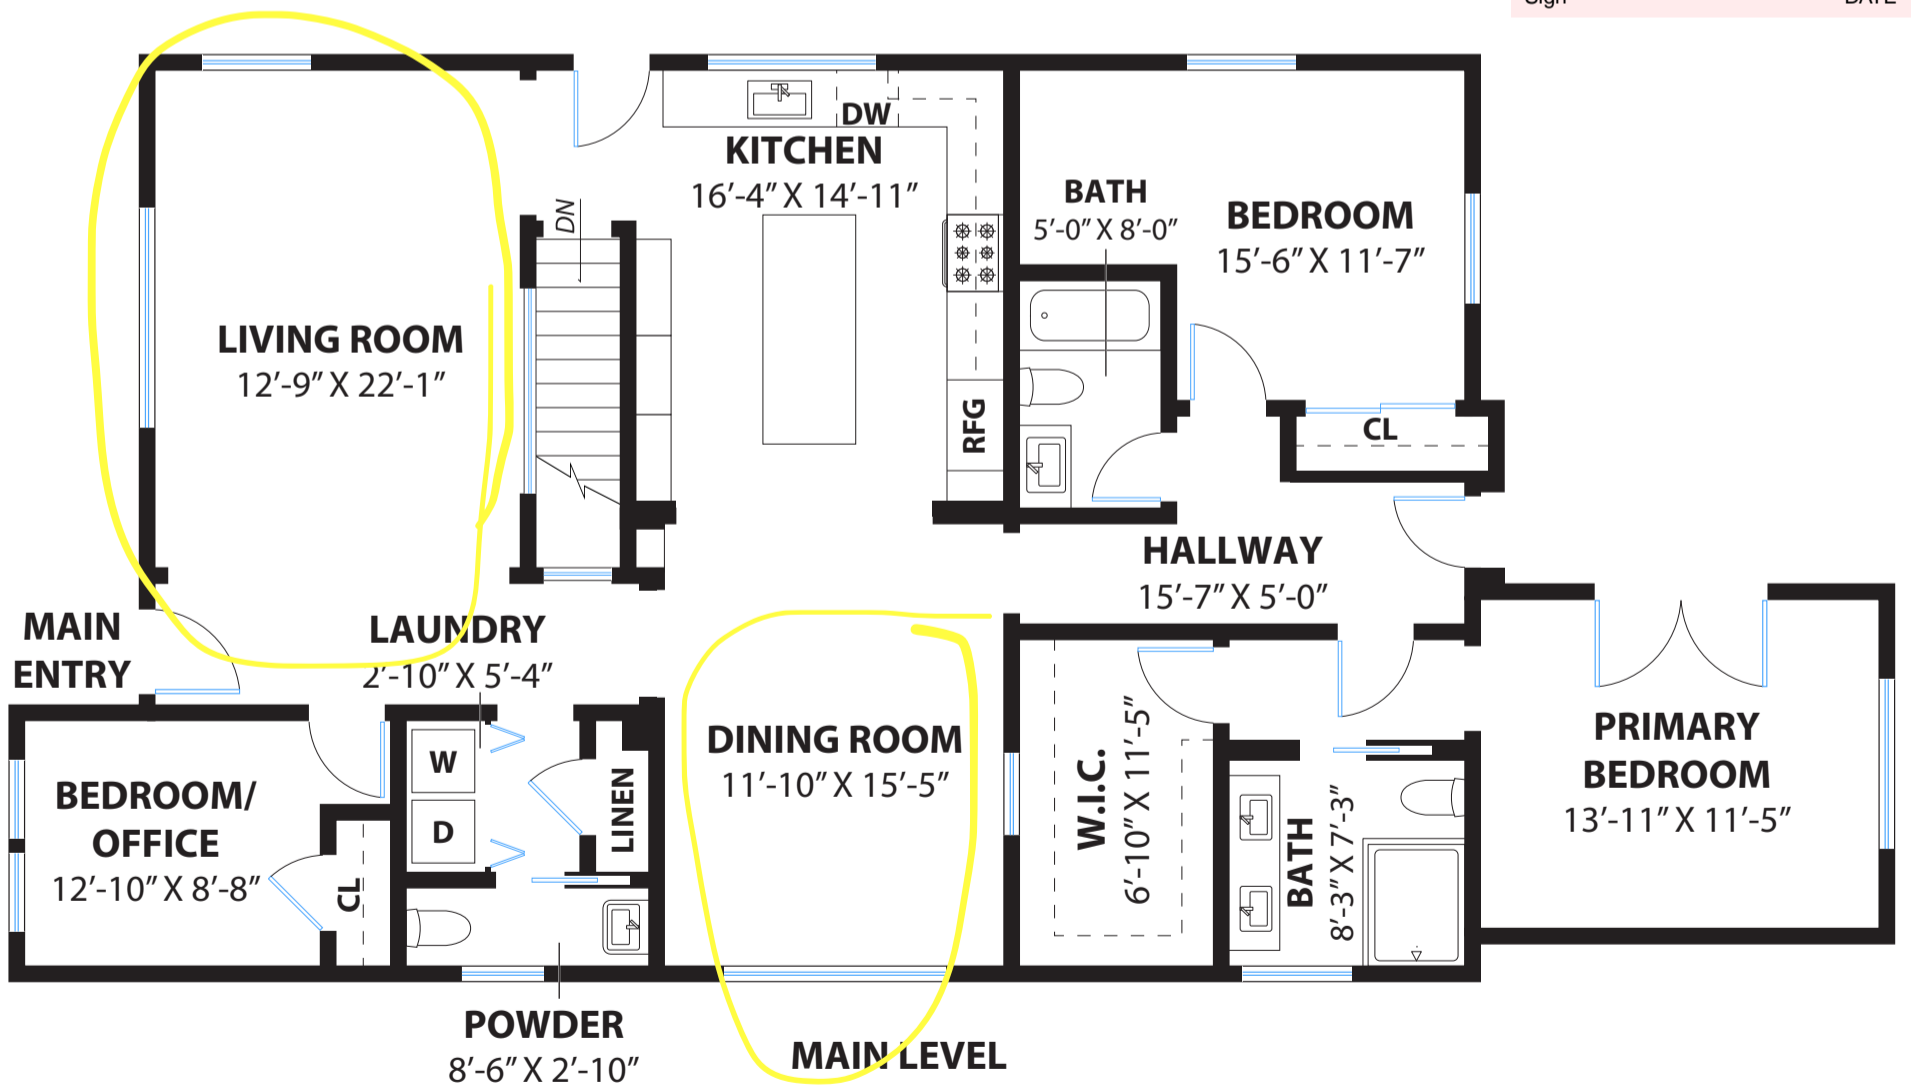 Sign
DATE
DW
KITCHEN
16'-4" X 14'-11"
DN
BATH
5'-0" X 8'-0"
BEDROOM
15'-6" X 11'-7"
LIVING ROOM
12'-9" X 22'-1"
RFG
CL
HALLWAY
15'-7" X 5'-0"
MAIN
ENTRY
LAUNDRY
2'-10" X 5'-4"
W
D
LINEN
DINING ROOM
11'-10" X 15'-5"
W.I.C.
6'-10" X 11'-5"
PRIMARY
BEDROOM
13'-11" X 11'-5"
BEDROOM/
OFFICE
12'-10" X 8'-8"
CL
BATH
8'-3" X 7'-3"
POWDER
8'-6" X 2'-10"
MAIN LEVEL